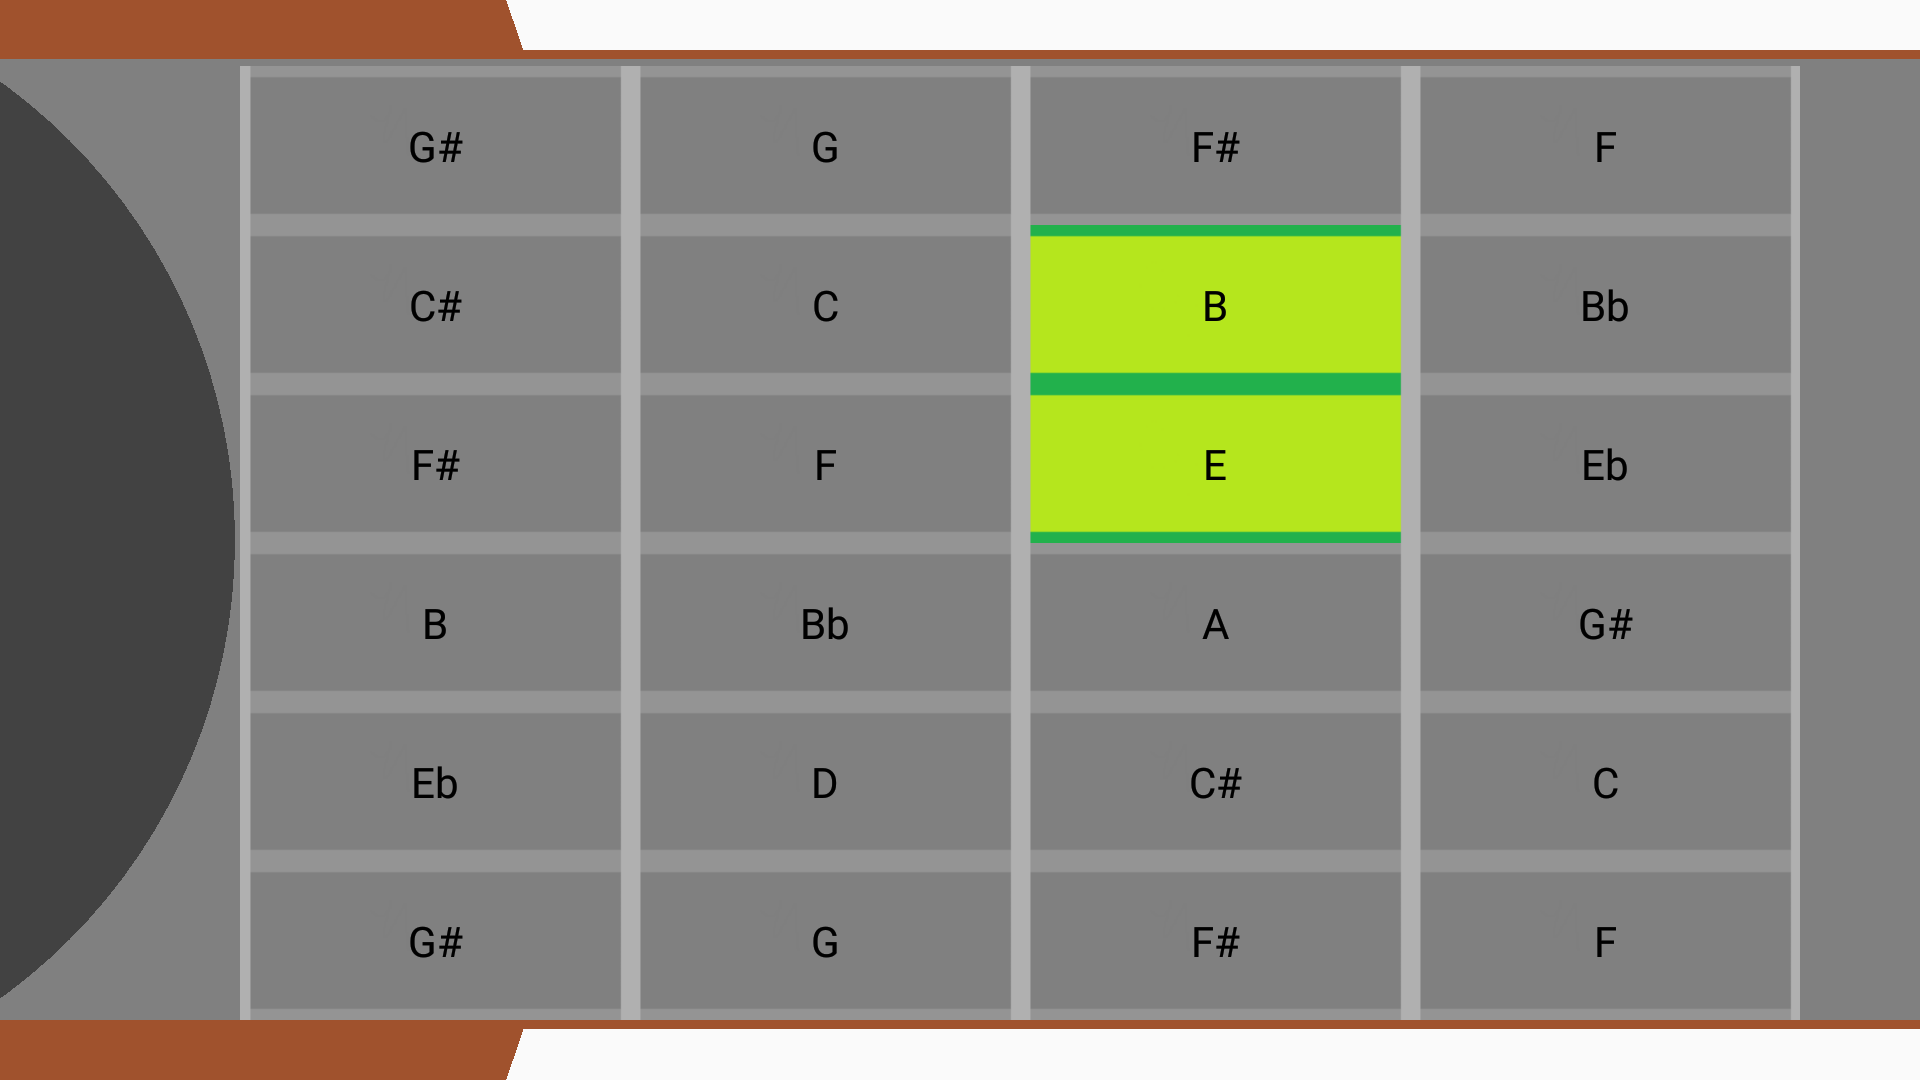 G# G F# F
C# C B Bb
F# F E Eb
B Bb A G#
Eb D C# C
G# G F# F